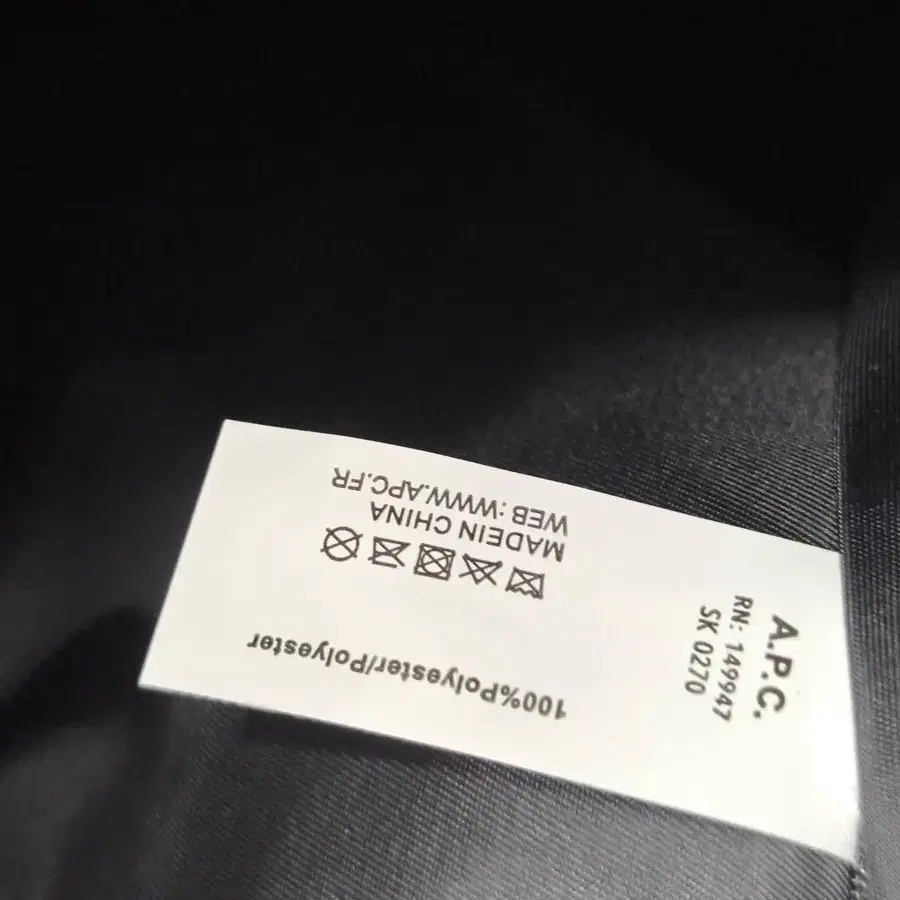 A.P.C.
RN: 149947
SK 0270
100%Polyester/Polyester
MADEIN CHINA
WEB:WWW.APC.FR